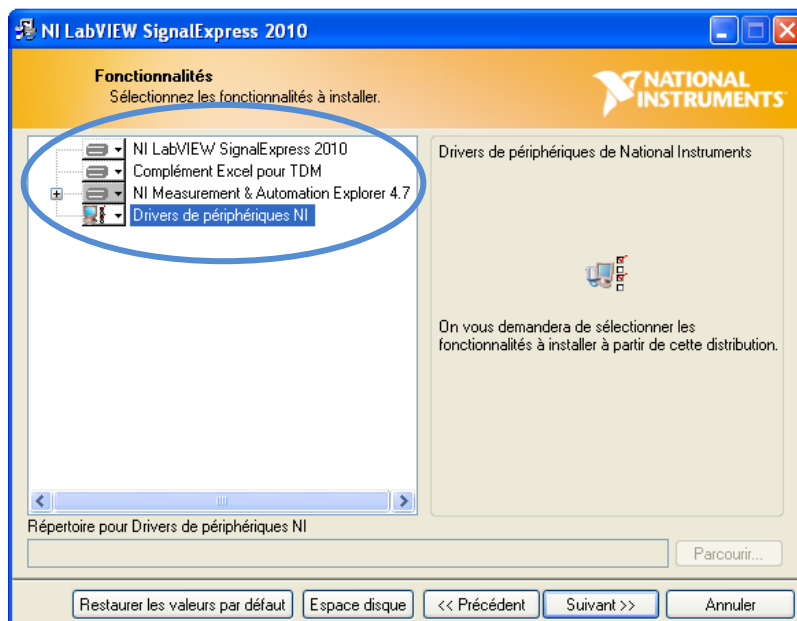 NI LabVIEW SignalExpress 2010
Fonctionnalités
Sélectionnez les fonctionnalités à installer.
NATIONAL
INSTRUMENTS
NI LabVIEW SignalExpress 2010
Complément Excel pour TDM
NI Measurement & Automation Explorer 4.7
Drivers de périphériques NI
Drivers de périphériques de National Instruments
On vous demandera de sélectionner les
fonctionnalités à installer à partir de cette distribution.
Répertoire pour Drivers de périphériques NI
Parcourir...
Restaurer les valeurs par défaut
Espace disque
<< Précédent
Suivant >>
Annuler